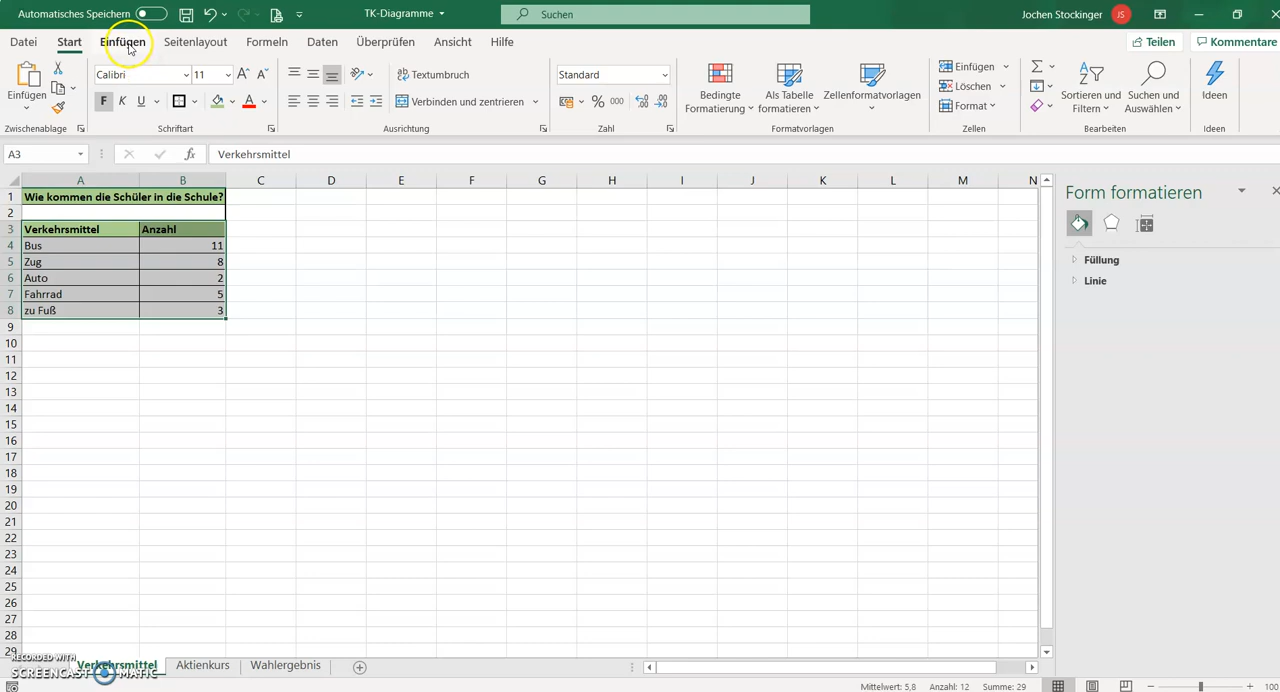 Automatisches Speichern
TK-Diagramme
Suchen
Jochen Stockinger
JS
Datei Start Einfügen Seitenlayout Formeln Daten Überprüfen Ansicht Hilfe
Teilen
Kommentare
Einfügen
Zwischenablage
Calibri
11
F K U
A
Schriftart
Textumbruch
Verbinden und zentrieren
Ausrichtung
Standard
% 000
Zahl
Bedingte
Formatierung
Als Tabelle
formatieren
Zellenformatvorlagen
Formatvorlagen
Einfügen
Löschen
Format
Zellen
Sortieren und
Filtern
Suchen und
Auswählen
Bearbeiten
Ideen
Ideen
A3
fx
Verkehrsmittel
A B C D E F G H I J K L M N
1 Wie kommen die Schüler in die Schule?
2
3 Verkehrsmittel Anzahl
4 Bus 11
5 Zug 8
6 Auto 2
7 Fahrrad 5
8 zu Fuß 3
9
10
11
12
13
14
15
16
17
18
19
20
21
22
23
24
25
26
27
28
29
Form formatieren
Füllung
Linie
RECORDED WITH
SCREENCAST MATIC
Verkehrsmittel Aktienkurs Wahlergebnis
Mittelwert: 5,8 Anzahl: 12 Summe: 29
100